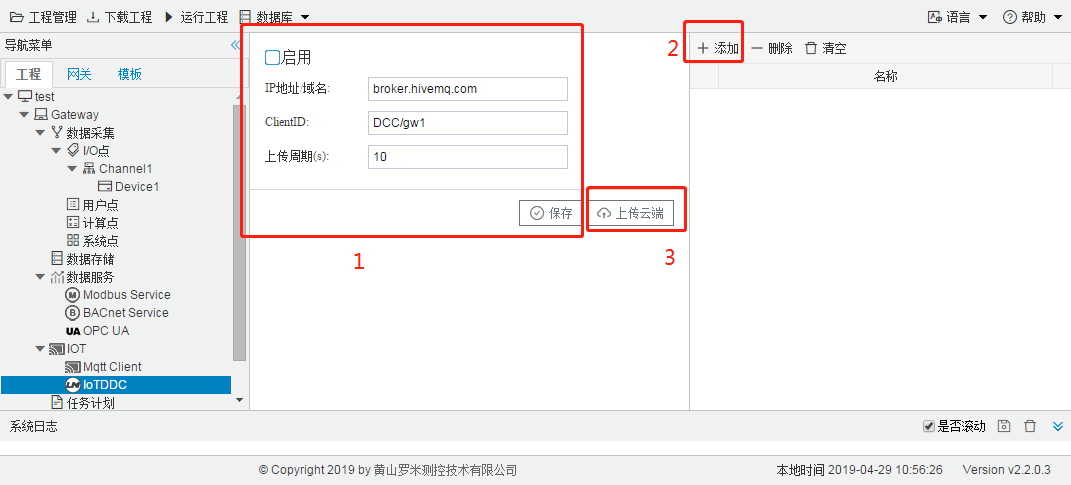 工程管理 下载工程 运行工程 数据库 语言 帮助
导航菜单
工程 网关 模板
test
Gateway
数据采集
I/O点
Channel1
Device1
用户点
计算点
系统点
数据存储
数据服务
Modbus Service
BACnet Service
UA OPC UA
IOT
Mqtt Client
IoTDDC
任务计划
启用
IP地址/域名: broker.hivemq.com
ClientID: DCC/gw1
上传周期(s): 10
保存 上传云端
1
2
3
添加 删除 清空
名称
系统日志 是否滚动
© Copyright 2019 by 黄山罗米测控技术有限公司 本地时间 2019-04-29 10:56:26 Version v2.2.0.3